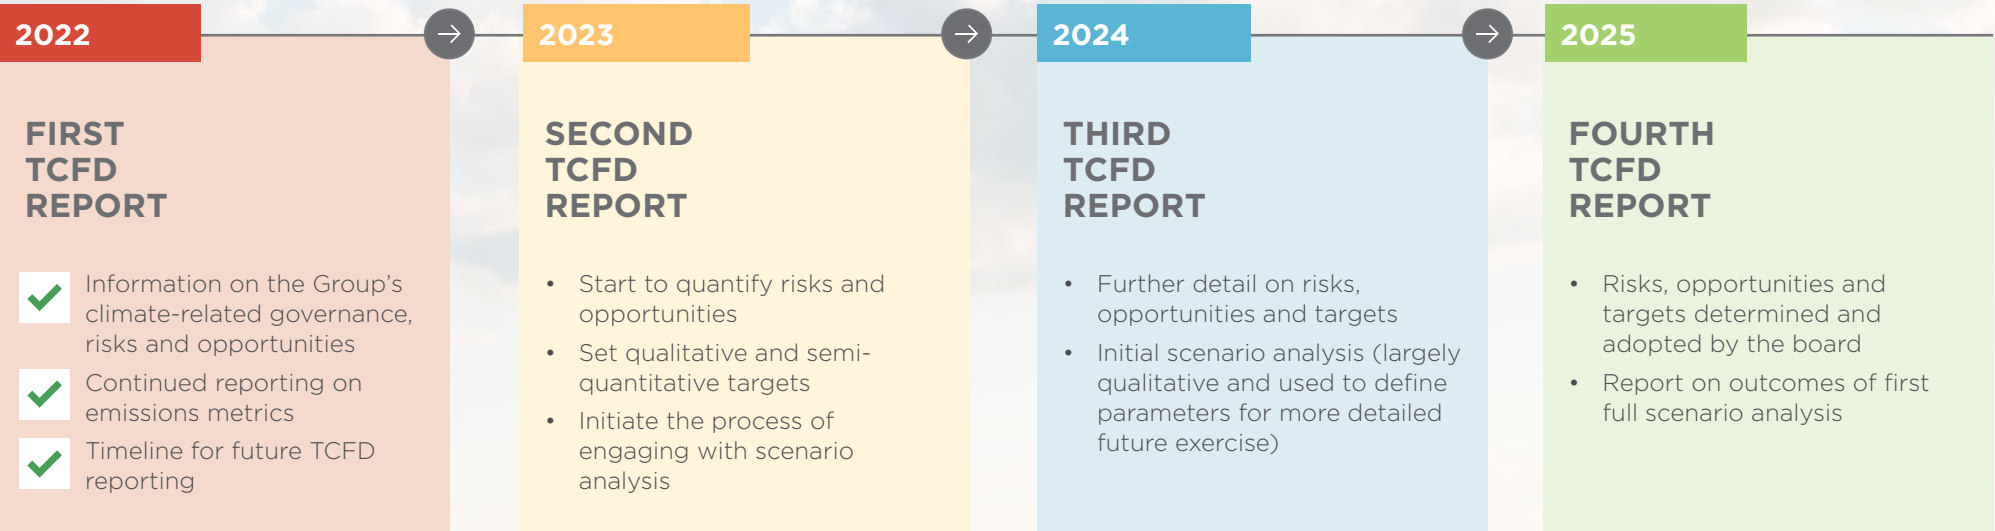 2022
FIRST
TCFD
REPORT
Information on the Group’s
climate-related governance,
risks and opportunities
Continued reporting on
emissions metrics
Timeline for future TCFD
reporting
2023
SECOND
TCFD
REPORT
• Start to quantify risks and
opportunities
• Set qualitative and semi-
quantitative targets
• Initiate the process of
engaging with scenario
analysis
2024
THIRD
TCFD
REPORT
• Further detail on risks,
opportunities and targets
• Initial scenario analysis (largely
qualitative and used to define
parameters for more detailed
future exercise)
2025
FOURTH
TCFD
REPORT
• Risks, opportunities and
targets determined and
adopted by the board
• Report on outcomes of first
full scenario analysis